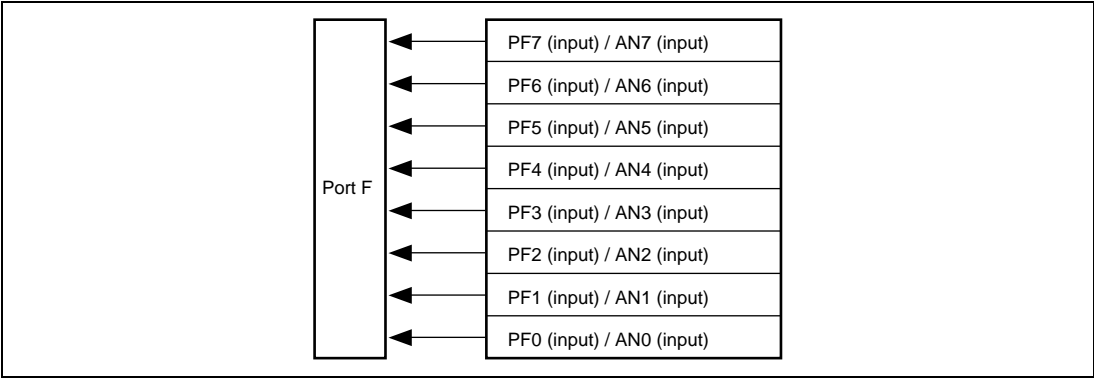 PF7 (input) / AN7 (input)
PF6 (input) / AN6 (input)
PF5 (input) / AN5 (input)
PF4 (input) / AN4 (input)
Port F
PF3 (input) / AN3 (input)
PF2 (input) / AN2 (input)
PF1 (input) / AN1 (input)
PF0 (input) / AN0 (input)